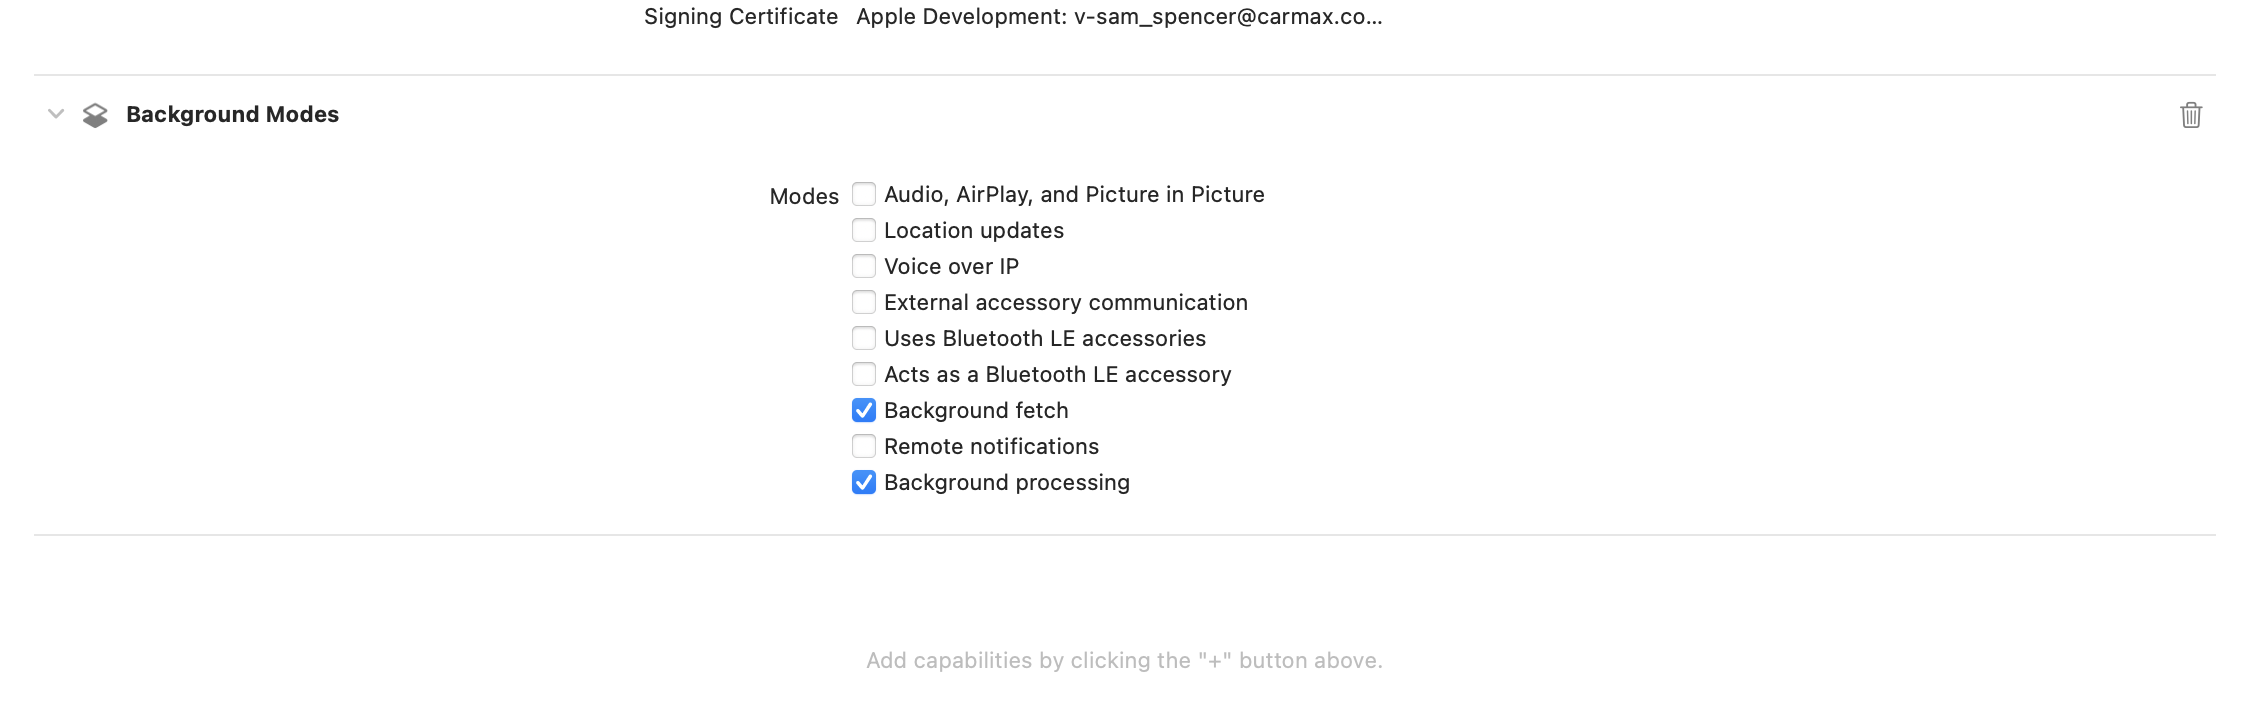 Signing Certificate Apple Development: v-sam_spencer@carmax.co...
Background Modes
Modes Audio, AirPlay, and Picture in Picture
Location updates
Voice over IP
External accessory communication
Uses Bluetooth LE accessories
Acts as a Bluetooth LE accessory
Background fetch
Remote notifications
Background processing
Add capabilities by clicking the "+" button above.